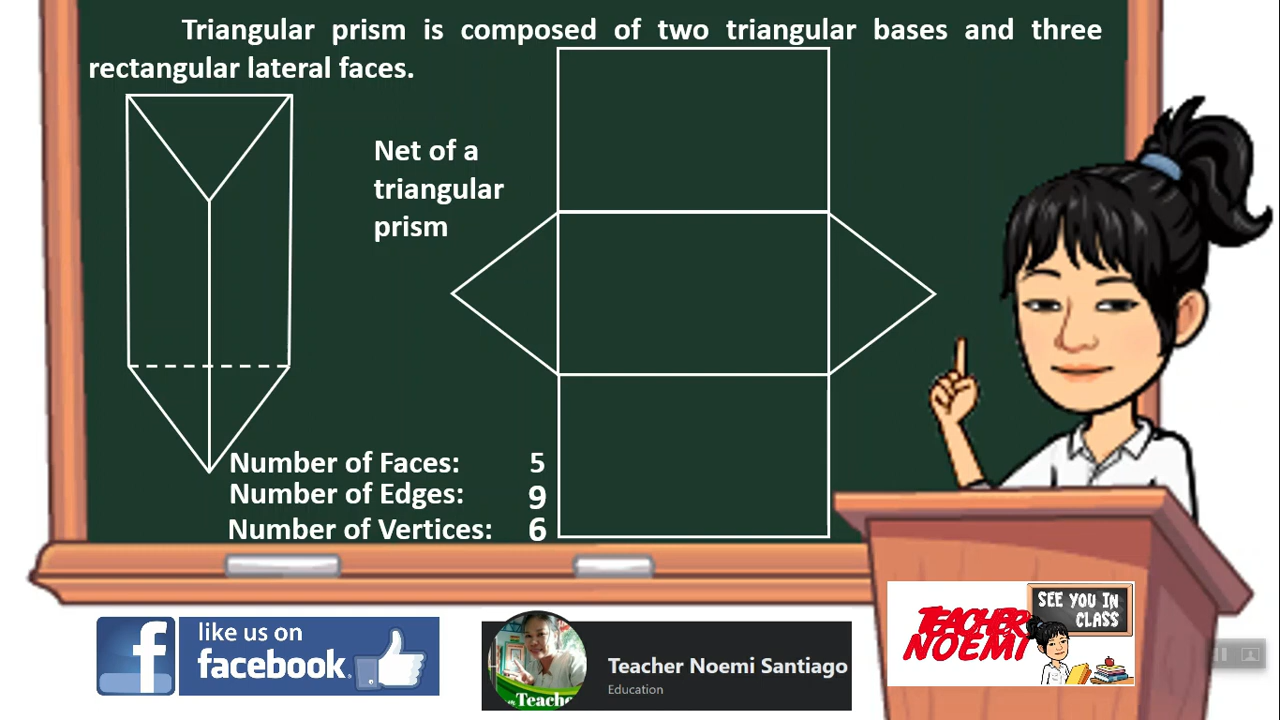 Triangular prism is composed of two triangular bases and three
rectangular lateral faces.
Net of a
triangular
prism
Number of Faces: 5
Number of Edges: 9
Number of Vertices: 6
like us on
facebook
Teacher Noemi Santiago
Education
TEACHER
NOEMI
SEE YOU IN
CLASS